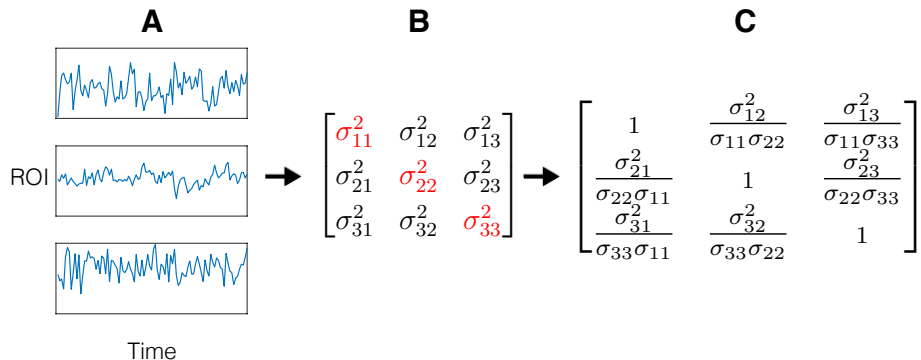 A B C
ROI
Time
σ²₁₁ σ²₁₂ σ²₁₃
σ²₂₁ σ²₂₂ σ²₂₃
σ²₃₁ σ²₃₂ σ²₃₃
1 σ²₁₂/σ₁₁σ₂₂ σ²₁₃/σ₁₁σ₃₃
σ²₂₁/σ₂₂σ₁₁ 1 σ²₂₃/σ₂₂σ₃₃
σ²₃₁/σ₃₃σ₁₁ σ²₃₂/σ₃₃σ₂₂ 1